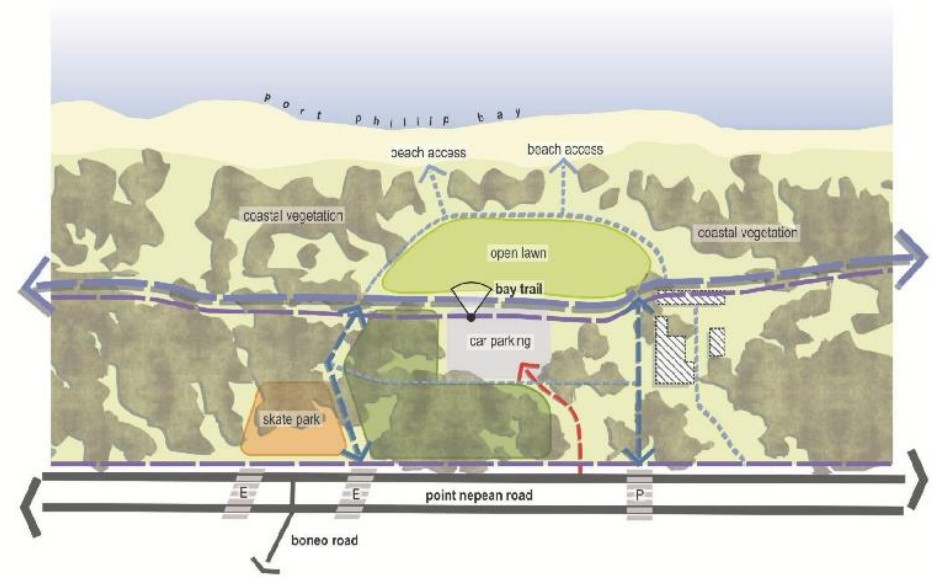 port phillip bay
beach access
beach access
coastal vegetation
coastal vegetation
open lawn
bay trail
car parking
skate park
E
E
point nepean road
P
boneo road